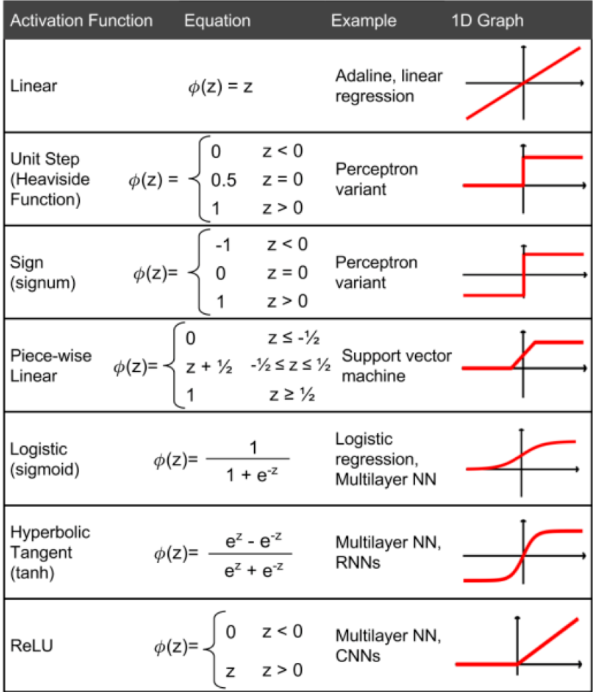 Activation Function Equation Example 1D Graph
Linear ϕ(z) = z Adaline, linear
regression
Unit Step
(Heaviside
Function)
ϕ(z) =
0 z < 0
0.5 z = 0
1 z > 0
Perceptron
variant
Sign
(signum)
ϕ(z)=
-1 z < 0
0 z = 0
1 z > 0
Perceptron
variant
Piece-wise
Linear
ϕ(z)=
0 z ≤ -½
z + ½ -½ ≤ z ≤ ½
1 z ≥ ½
Support vector
machine
Logistic
(sigmoid)
ϕ(z)=
1
1 + e⁻ᶻ
Logistic
regression,
Multilayer NN
Hyperbolic
Tangent
(tanh)
ϕ(z)=
eᶻ - e⁻ᶻ
eᶻ + e⁻ᶻ
Multilayer NN,
RNNs
ReLU
ϕ(z)=
0 z < 0
z z > 0
Multilayer NN,
CNNs